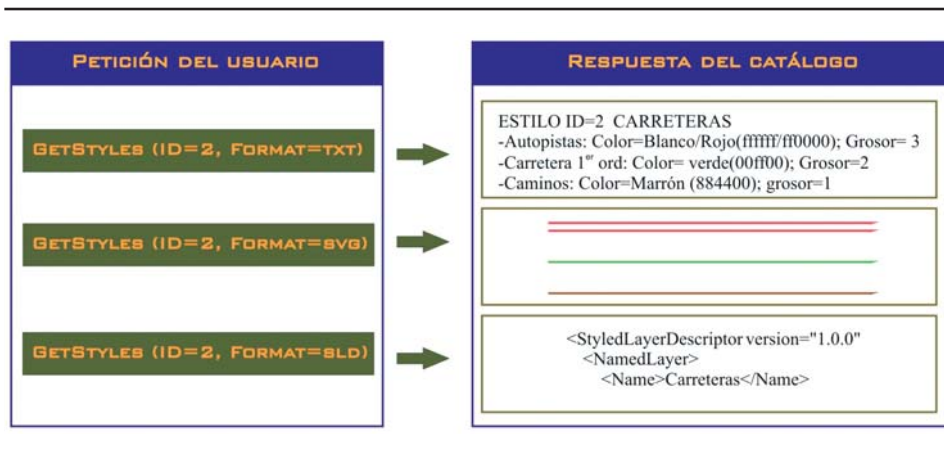 PETICIÓN DEL USUARIO
RESPUESTA DEL CATÁLOGO
GETSTYLES (ID=2, FORMAT=TXT)
ESTILO ID=2 CARRETERAS
-Autopistas: Color=Blanco/Rojo(ffffff/ff0000); Grosor= 3
-Carretera 1er ord: Color= verde(00ff00); Grosor=2
-Caminos: Color=Marrón (884400); grosor=1
GETSTYLES (ID=2, FORMAT=SVG)
GETSTYLES (ID=2, FORMAT=SLD)
<StyledLayerDescriptor version="1.0.0"
<NamedLayer>
<Name>Carreteras</Name>